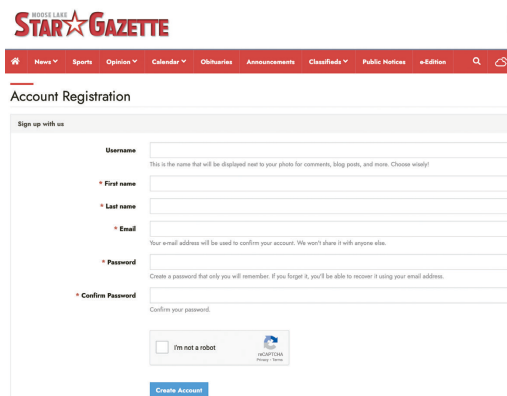 MOOSE LAKE
STAR GAZETTE
News Sports Opinion Calendar Obituaries Announcements Classifieds Public Notices e-Edition
Account Registration
Sign up with us
Username
This is the name that will be displayed next to your photo for comments, blog posts, and more. Choose wisely!
* First name
* Last name
* Email
Your e-mail address will be used to confirm your account. We won't share it with anyone else.
* Password
Create a password that only you will remember. If you forget it, you'll be able to recover it using your email address.
* Confirm Password
Confirm your password.
I'm not a robot
reCAPTCHA
Privacy - Terms
Create Account